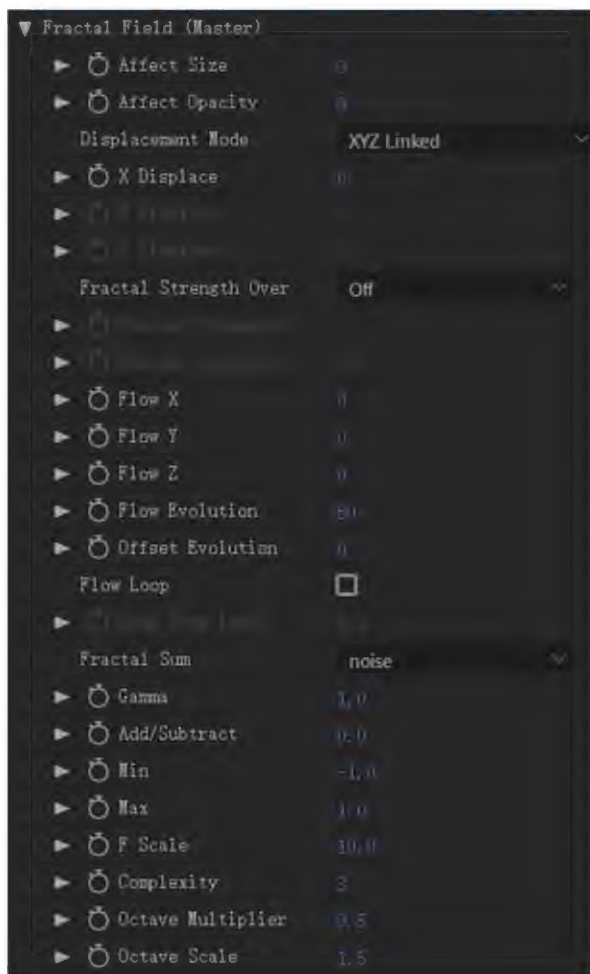 Fractal Field (Master)
Affect Size 0
Affect Opacity 0
Displacement Mode XYZ Linked
X Displace 0
Fractal Strength Over Off
Flow X 0
Flow Y 0
Flow Z 0
Flow Evolution
Offset Evolution 0
Flow Loop
Fractal Sum noise
Gamma 1.0
Add/Subtract 0.0
Min -1.0
Max 1.0
F Scale 10.0
Complexity 3
Octave Multiplier 0.5
Octave Scale 1.5